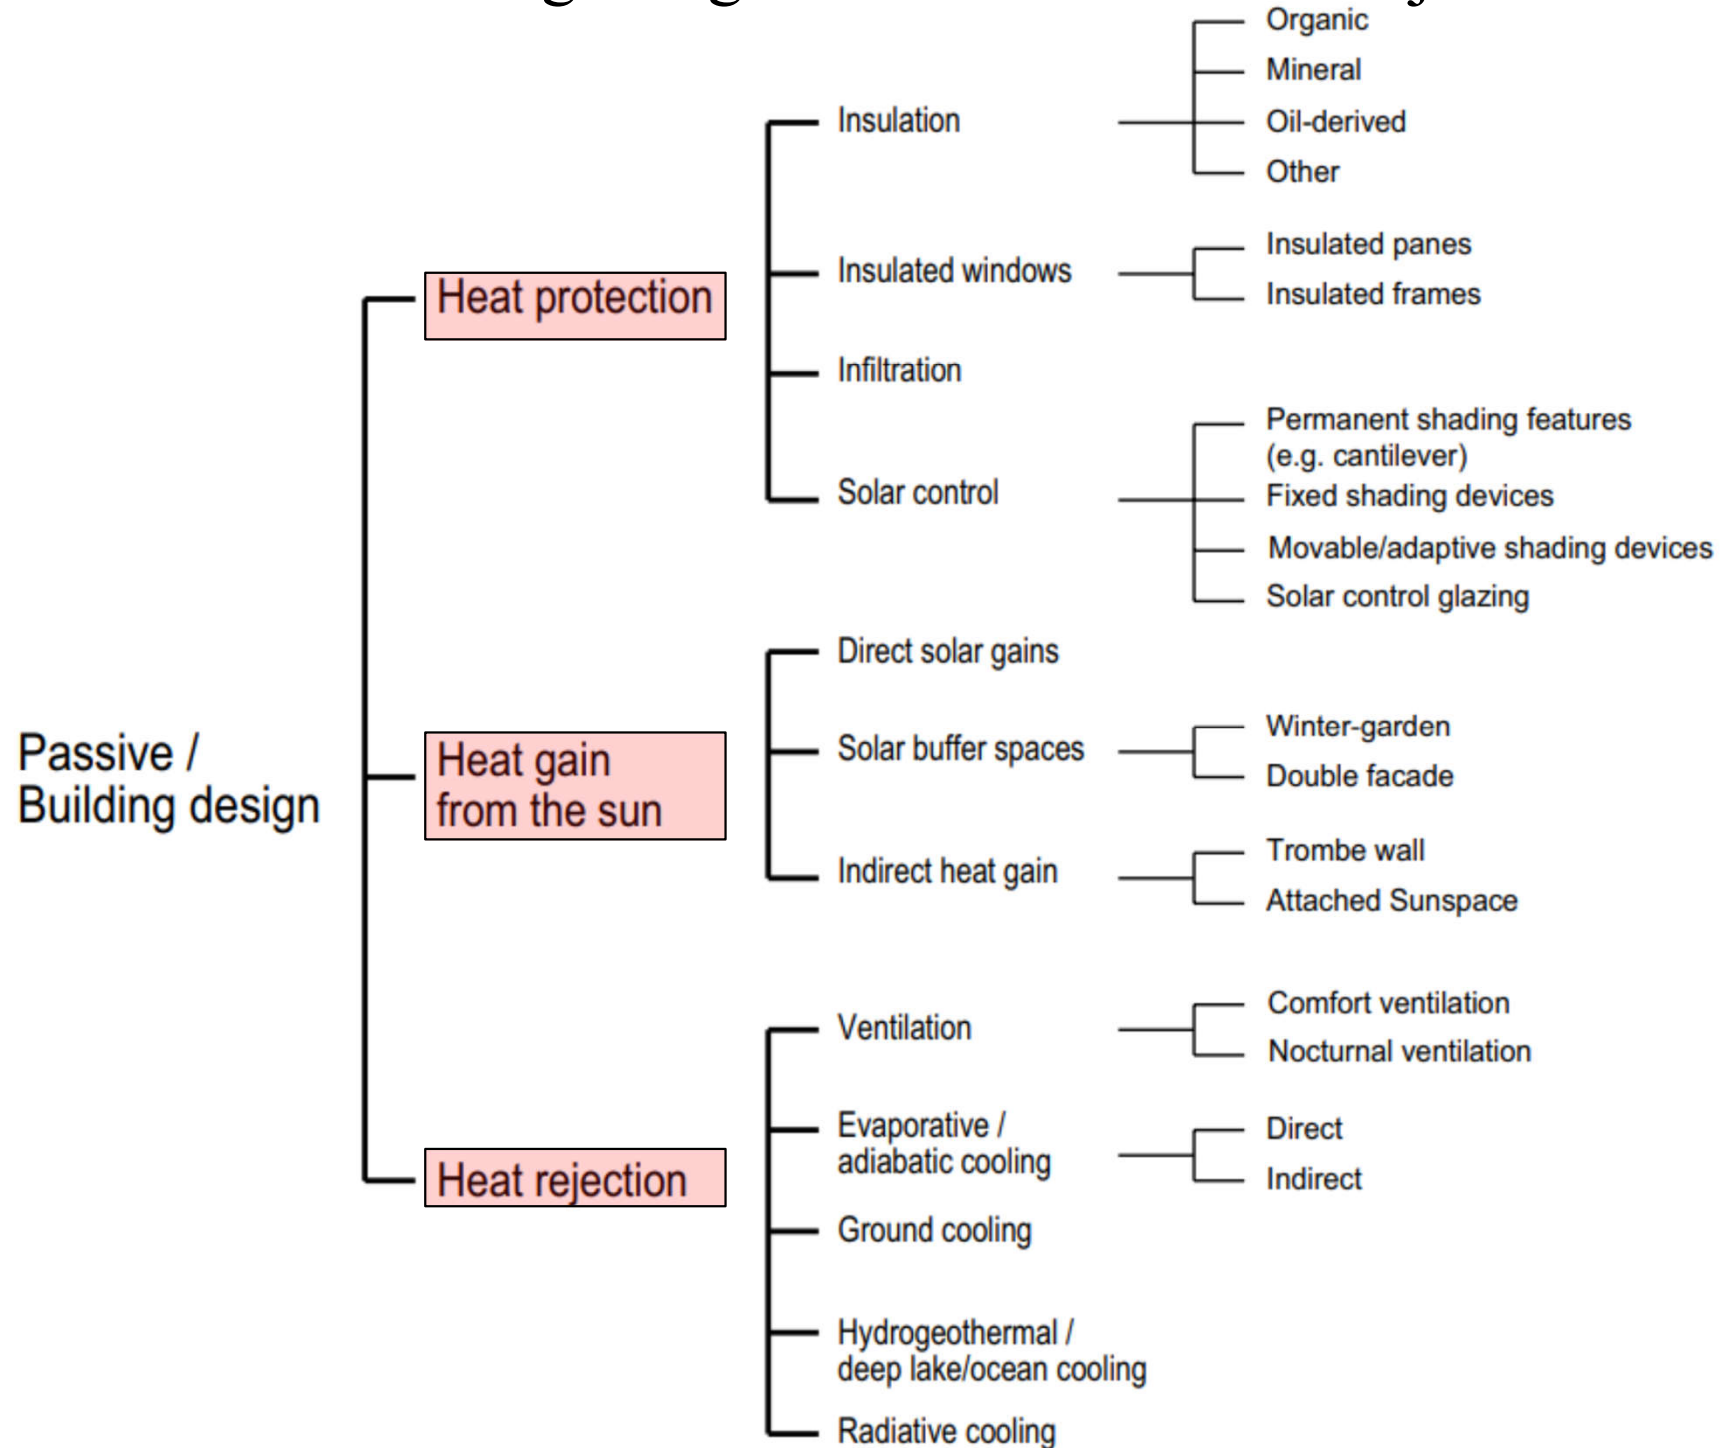 Organic
Mineral
Insulation
Oil-derived
Other
Insulated panes
Insulated windows
Insulated frames
Heat protection
Infiltration
Permanent shading features
(e.g. cantilever)
Solar control
Fixed shading devices
Movable/adaptive shading devices
Solar control glazing
Direct solar gains
Winter-garden
Solar buffer spaces
Double facade
Passive /
Building design
Heat gain
from the sun
Trombe wall
Indirect heat gain
Attached Sunspace
Comfort ventilation
Ventilation
Nocturnal ventilation
Evaporative /
adiabatic cooling
Direct
Indirect
Heat rejection
Ground cooling
Hydrogeothermal /
deep lake/ocean cooling
Radiative cooling